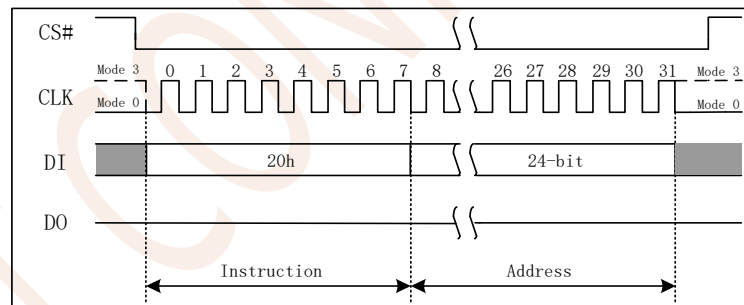 CS#
Mode 3 0 1 2 3 4 5 6 7 8 26 27 28 29 30 31 Mode 3
CLK
Mode 0 Mode 0
DI 20h 24-bit
DO
Instruction Address